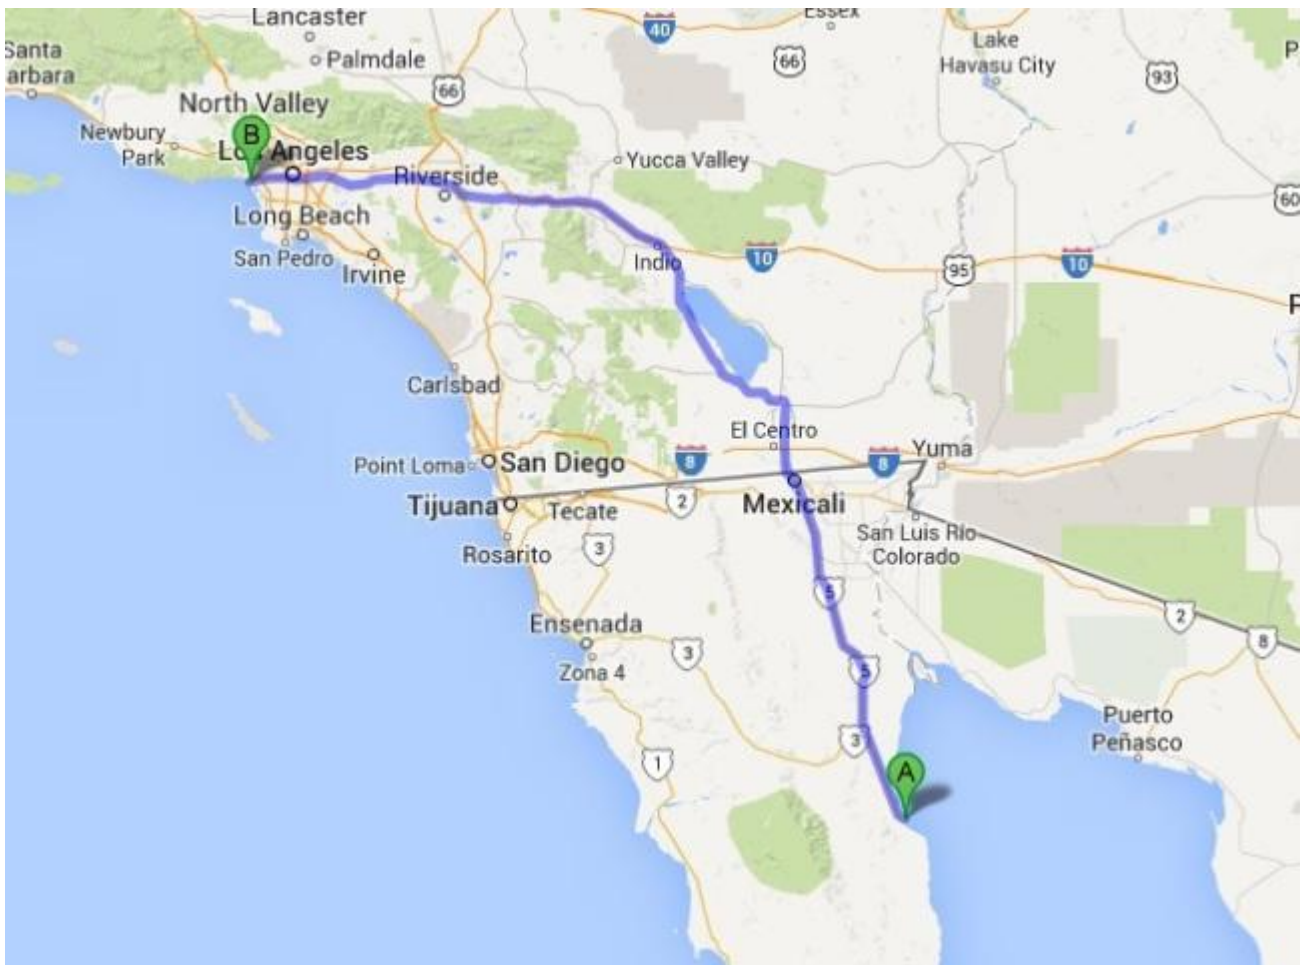 Lancaster
Essex
40
Santa
arbara
Palmdale
66
Lake
Havasu City
93
P
66
North Valley
B
Newbury
Park
Los Angeles
Yucca Valley
Riverside
60
Long Beach
San Pedro
Irvine
Indio
10
95
10
P
Carlsbad
El Centro
Yuma
Point Loma
San Diego
8
8
Tijuana
Tecate
2
Mexicali
San Luis Rio
Colorado
Rosarito
3
5
2
Ensenada
3
8
Zona 4
5
Puerto
Peñasco
3
1
A